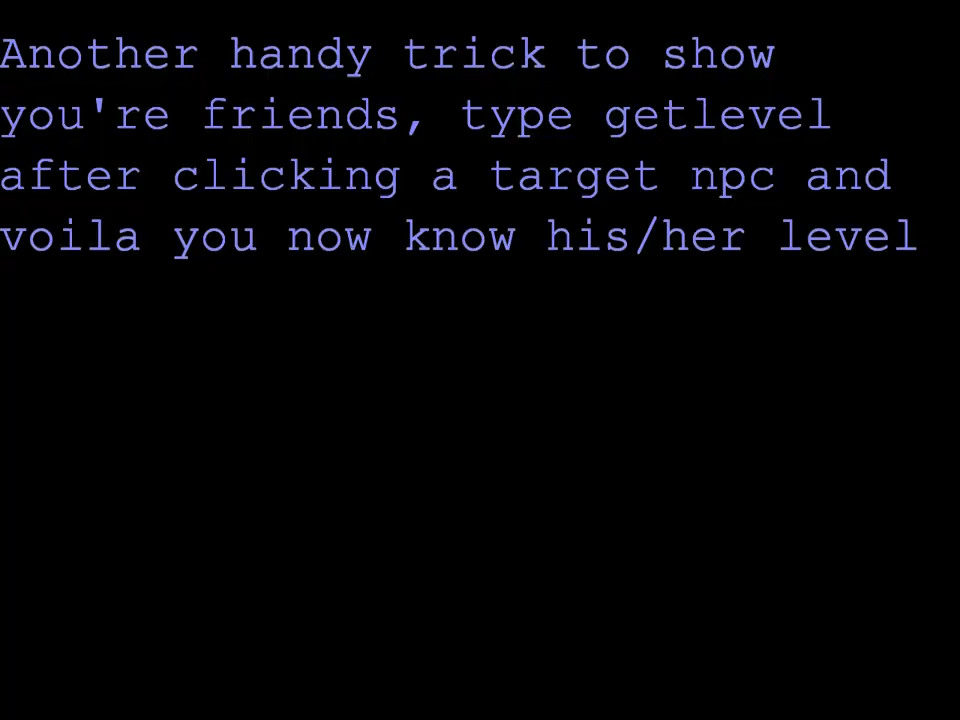 Another handy trick to show
you're friends, type getlevel
after clicking a target npc and
voila you now know his/her level